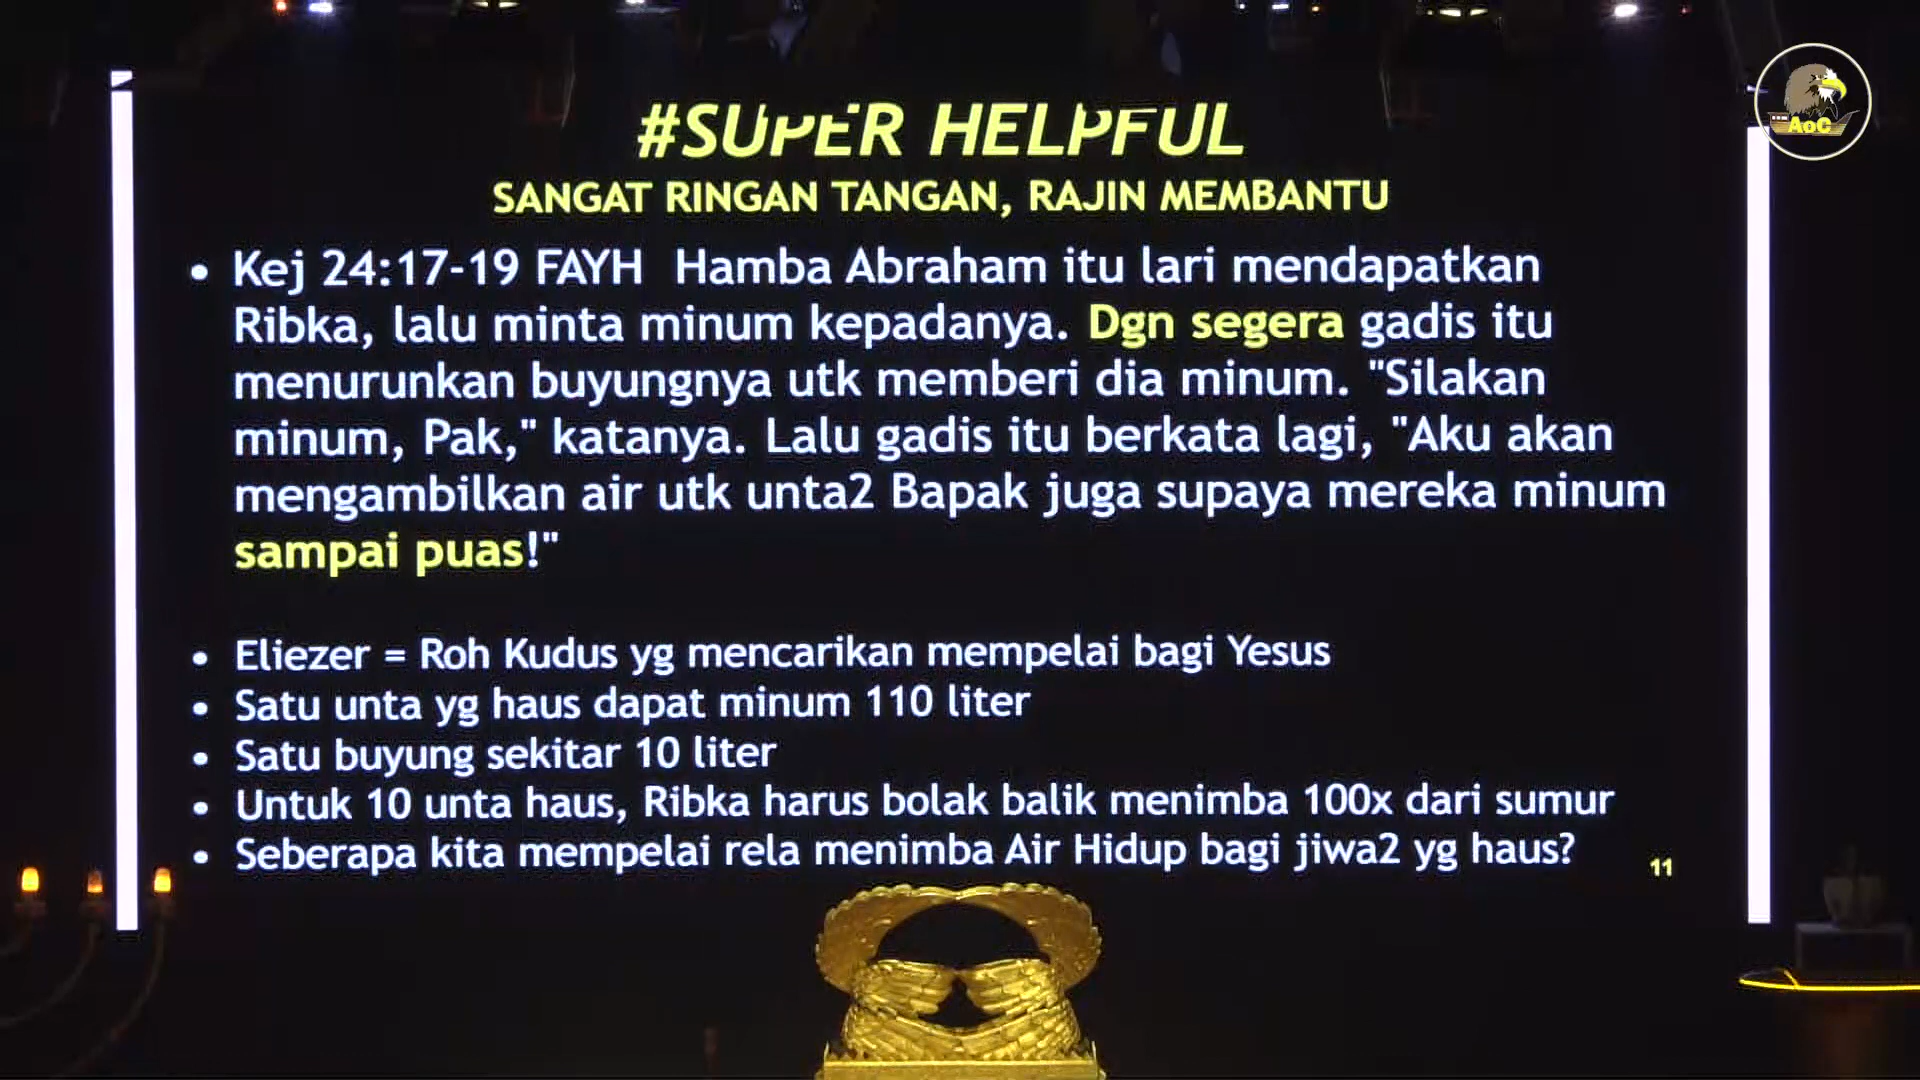 #SUPER HELPFUL
SANGAT RINGAN TANGAN, RAJIN MEMBANTU
• Kej 24:17-19 FAYH  Hamba Abraham itu lari mendapatkan
Ribka, lalu minta minum kepadanya. Dgn segera gadis itu
menurunkan buyungnya utk memberi dia minum. "Silakan
minum, Pak," katanya. Lalu gadis itu berkata lagi, "Aku akan
mengambilkan air utk unta2 Bapak juga supaya mereka minum
sampai puas!"
• Eliezer = Roh Kudus yg mencarikan mempelai bagi Yesus
• Satu unta yg haus dapat minum 110 liter
• Satu buyung sekitar 10 liter
• Untuk 10 unta haus, Ribka harus bolak balik menimba 100x dari sumur
• Seberapa kita mempelai rela menimba Air Hidup bagi jiwa2 yg haus?
11
AoC